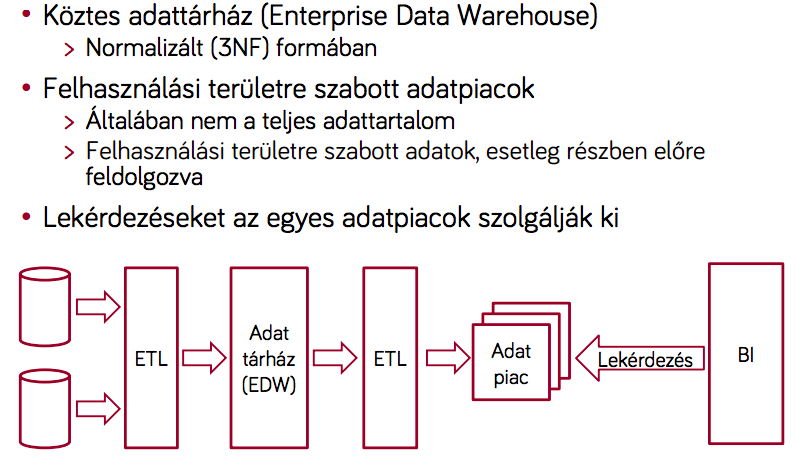 • Köztes adattárház (Enterprise Data Warehouse)
> Normalizált (3NF) formában
• Felhasználási területre szabott adatpiacok
> Általában nem a teljes adattartalom
> Felhasználási területre szabott adatok, esetleg részben előre
feldolgozva
• Lekérdezéseket az egyes adatpiacok szolgálják ki
ETL
Adat
tárház
(EDW)
ETL
Adat
piac
Lekérdezés
BI